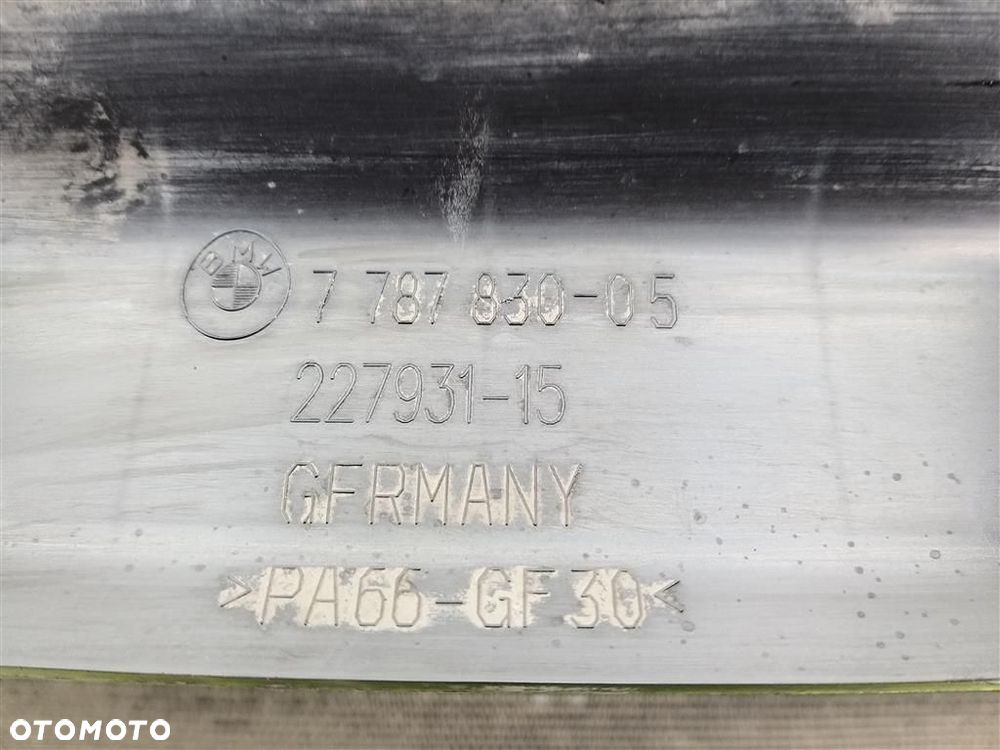 BMW 7 787 830-05
227931-15
GERMANY
>PA66-GF30<
OTOMOTO